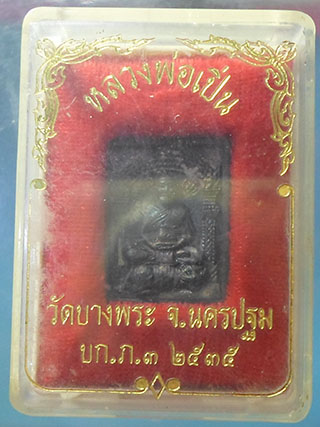 หลวงพ่อเปิ่น
วัดบางพระ จ.นครปฐม
บก.ภ.๓ ๒๕๓๕